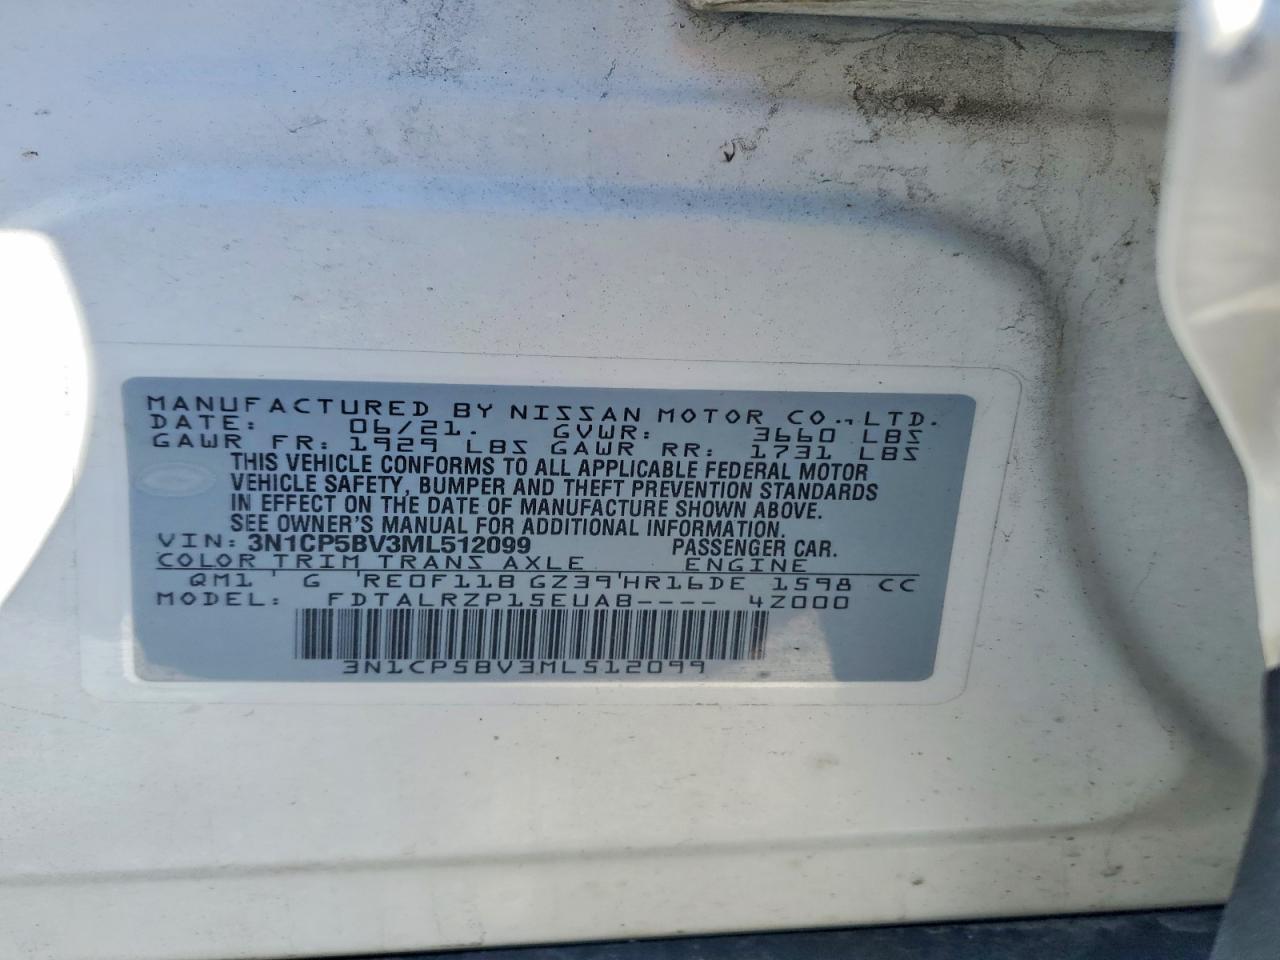 MANUFACTURED BY NISSAN MOTOR CO., LTD.
DATE: 06/21. GVWR: 3660 LBS
GAWR FR: 1929 LBS GAWR RR: 1731 LBS
THIS VEHICLE CONFORMS TO ALL APPLICABLE FEDERAL MOTOR
VEHICLE SAFETY, BUMPER AND THEFT PREVENTION STANDARDS
IN EFFECT ON THE DATE OF MANUFACTURE SHOWN ABOVE.
SEE OWNER'S MANUAL FOR ADDITIONAL INFORMATION.
VIN: 3N1CP5BV3ML512099 PASSENGER CAR.
COLOR TRIM TRANS AXLE ENGINE
QM1 ' G 'RE0F11B GZ39'HR16DE 1598 CC
MODEL: FDTALRZP15EUAB---- 4Z000
3N1CP5BV3ML512099